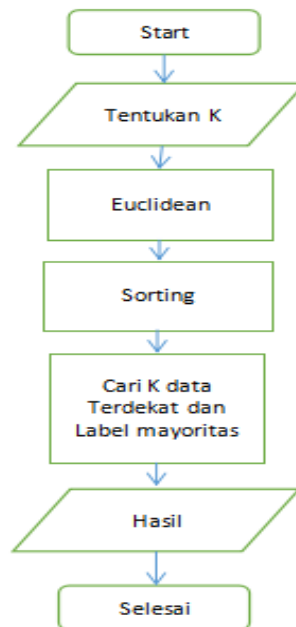 Start
Tentukan K
Euclidean
Sorting
Cari K data
Terdekat dan
Label mayoritas
Hasil
Selesai